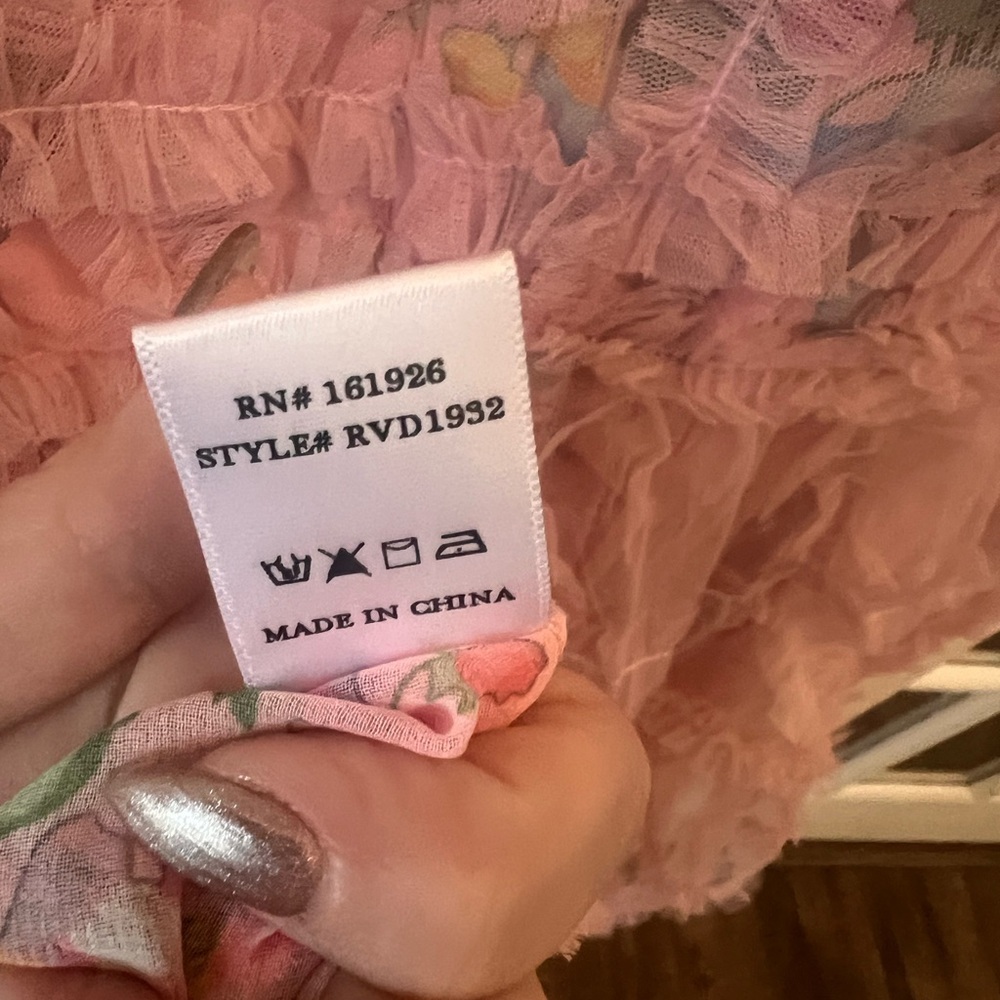 RN# 161926
STYLE# RVD1932
MADE IN CHINA